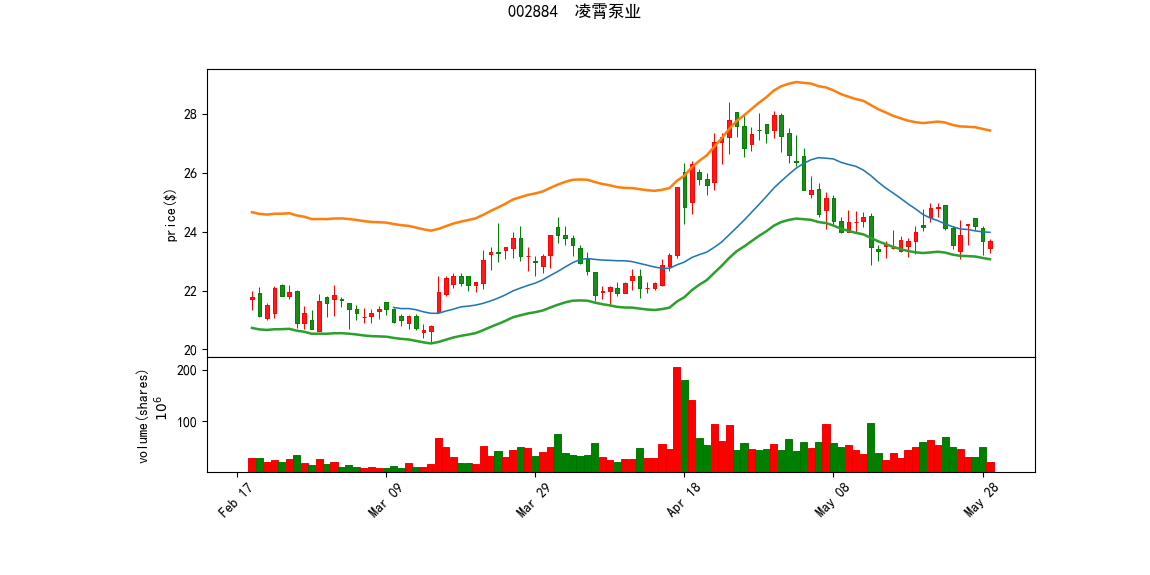 002884 凌霄泵业
price($)
28
26
24
22
20
volume(shares)
10^6
200
100
Feb 17
Mar 09
Mar 29
Apr 18
May 08
May 28